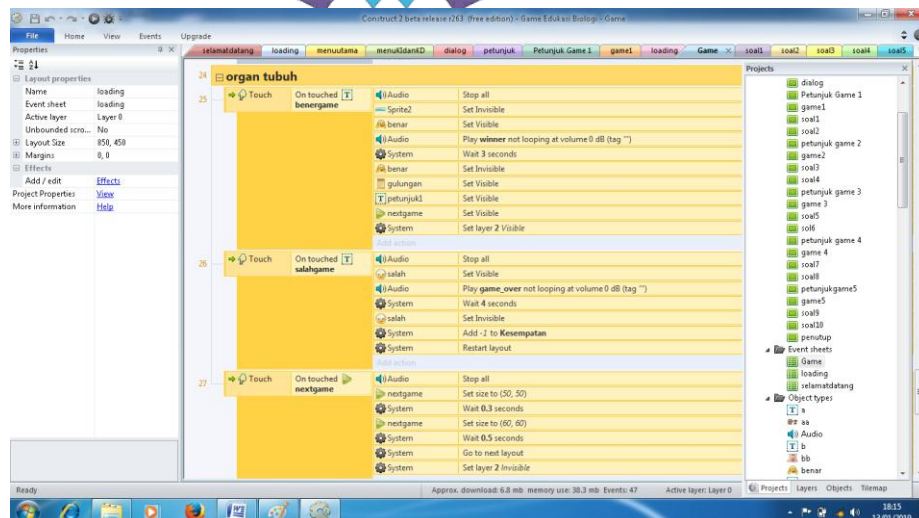 Construct 2 beta release r263 (free edition) - Game Edukasi Biologi - Game
File Home View Events Upgrade
Properties
Layout properties
Name loading
Event sheet loading
Active layer Layer 0
Unbounded scro... No
Layout Size 850, 450
Margins 0, 0
Effects
Add / edit Effects
Project Properties View
More information Help
selamatdatang loading menuutama menuKIdanKD dialog petunjuk Petunjuk Game 1 game1 loading Game × soal1 soal2 soal3 soal4 soal5
24 organ tubuh
25 Touch On touched T benergame
Audio Stop all
Sprite2 Set Invisible
benar Set Visible
Audio Play winner not looping at volume 0 dB (tag "")
System Wait 3 seconds
benar Set Invisible
gulungan Set Visible
T petunjuk1 Set Visible
nextgame Set Visible
System Set layer 2 Visible
Add action
26 Touch On touched T salahgame
Audio Stop all
salah Set Visible
Audio Play game_over not looping at volume 0 dB (tag "")
System Wait 4 seconds
salah Set Invisible
System Add -1 to Kesempatan
System Restart layout
Add action
27 Touch On touched nextgame
Audio Stop all
nextgame Set size to (50, 50)
System Wait 0.3 seconds
nextgame Set size to (60, 60)
System Wait 0.5 seconds
System Go to next layout
System Set layer 2 Invisible
Projects
dialog
Petunjuk Game 1
game1
soal1
soal2
petunjuk game 2
game2
soal3
soal4
petunjuk game 3
game 3
soal5
sol6
petunjuk game 4
game 4
soal7
soal8
petunjukgame5
game5
soal9
soal10
penutup
Event sheets
Game
loading
selamatdatang
Object types
T a
aa
Audio
T b
bb
benar
Projects Layers Objects Tilemap
Ready Approx. download: 6.8 mb memory use: 38.3 mb Events: 47 Active layer: Layer 0
18:15
13/01/2019